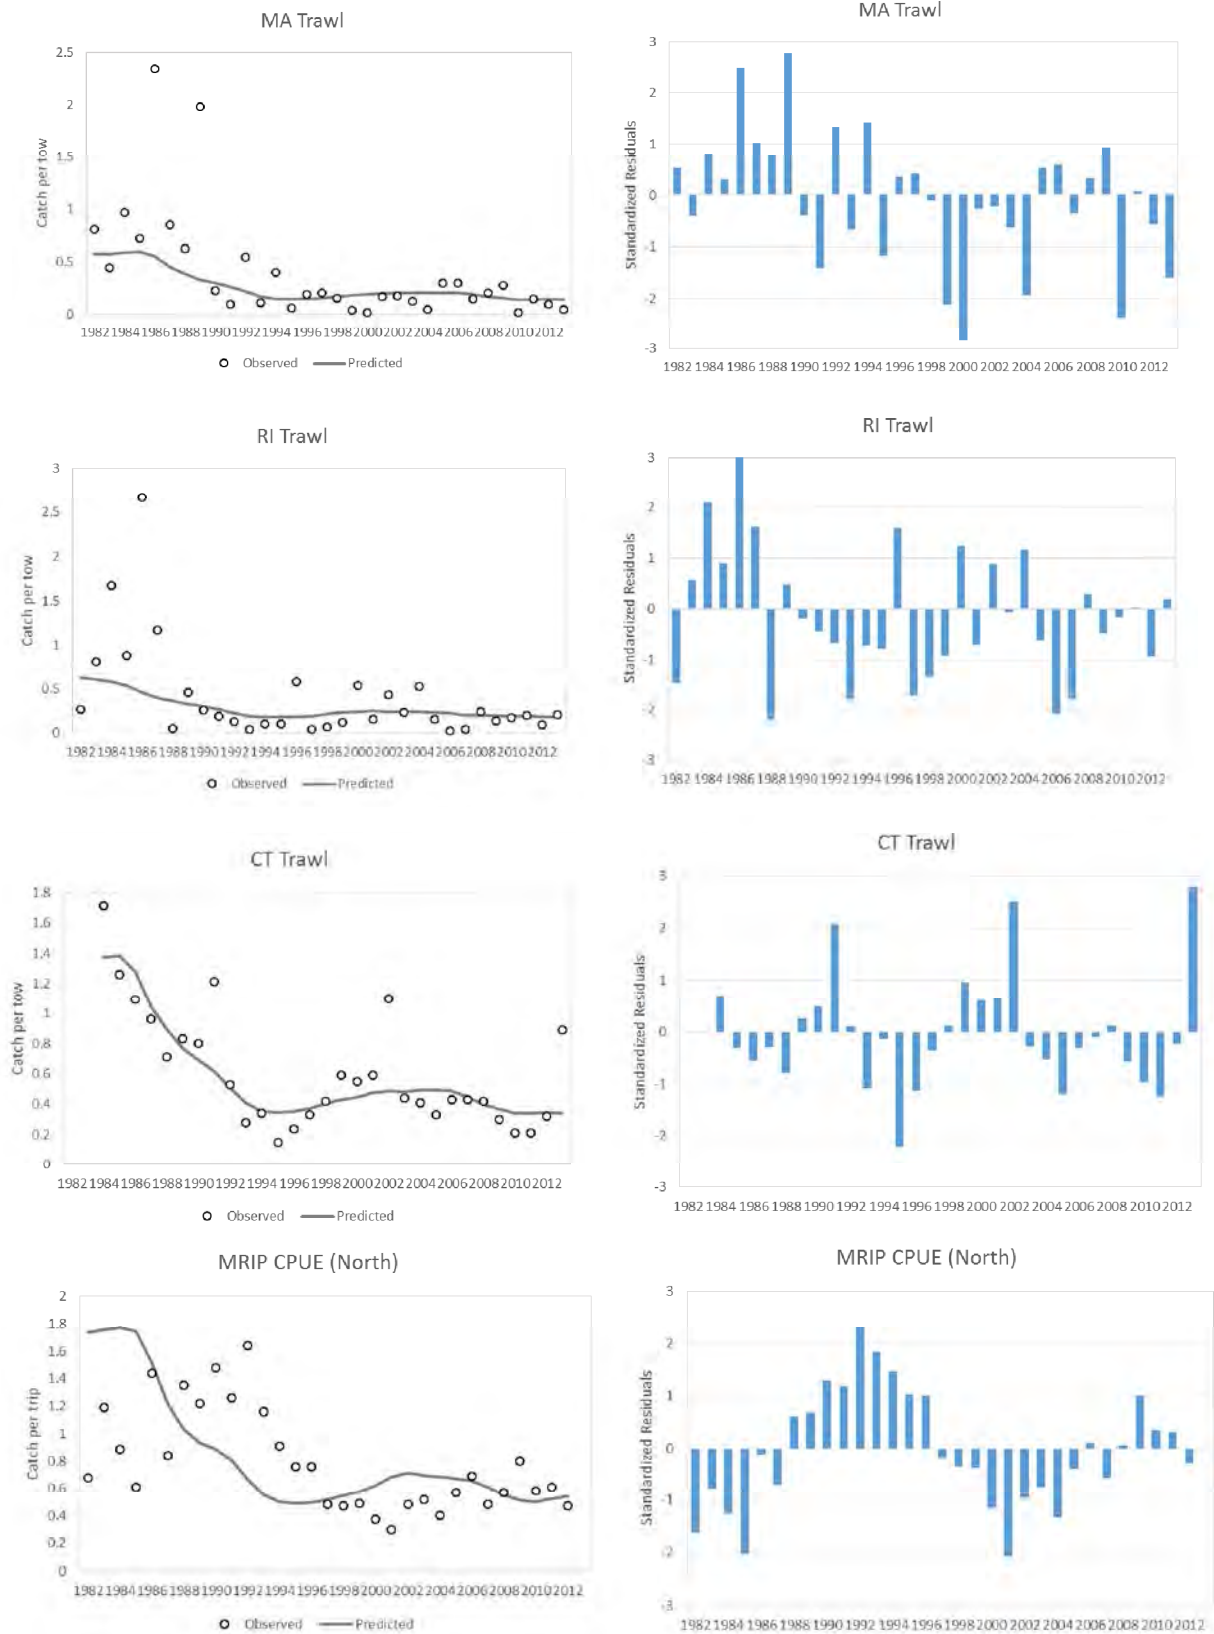 MA Trawl
2.5
2
1.5
1
0.5
0
Catch per tow
1982 1984 1986 1988 1990 1992 1994 1996 1998 2000 2002 2004 2006 2008 2010 2012
Observed Predicted
MA Trawl
3
2
1
0
-1
-2
-3
Standardized Residuals
1982 1984 1986 1988 1990 1992 1994 1996 1998 2000 2002 2004 2006 2008 2010 2012
RI Trawl
3
2.5
2
1.5
1
0.5
0
Catch per tow
1982 1984 1986 1988 1990 1992 1994 1996 1998 2000 2002 2004 2006 2008 2010 2012
Observed Predicted
RI Trawl
3
2
1
0
-1
-2
-3
Standardized Residuals
1982 1984 1986 1988 1990 1992 1994 1996 1998 2000 2002 2004 2006 2008 2010 2012
CT Trawl
1.8
1.6
1.4
1.2
1
0.8
0.6
0.4
0.2
0
Catch per tow
1982 1984 1986 1988 1990 1992 1994 1996 1998 2000 2002 2004 2006 2008 2010 2012
Observed Predicted
CT Trawl
3
2
1
0
-1
-2
-3
Standardized Residuals
1982 1984 1986 1988 1990 1992 1994 1996 1998 2000 2002 2004 2006 2008 2010 2012
MRIP CPUE (North)
2
1.8
1.6
1.4
1.2
1
0.8
0.6
0.4
0.2
0
Catch per trip
1982 1984 1986 1988 1990 1992 1994 1996 1998 2000 2002 2004 2006 2008 2010 2012
Observed Predicted
MRIP CPUE (North)
3
2
1
0
-1
-2
-3
Standardized Residuals
1982 1984 1986 1988 1990 1992 1994 1996 1998 2000 2002 2004 2006 2008 2010 2012